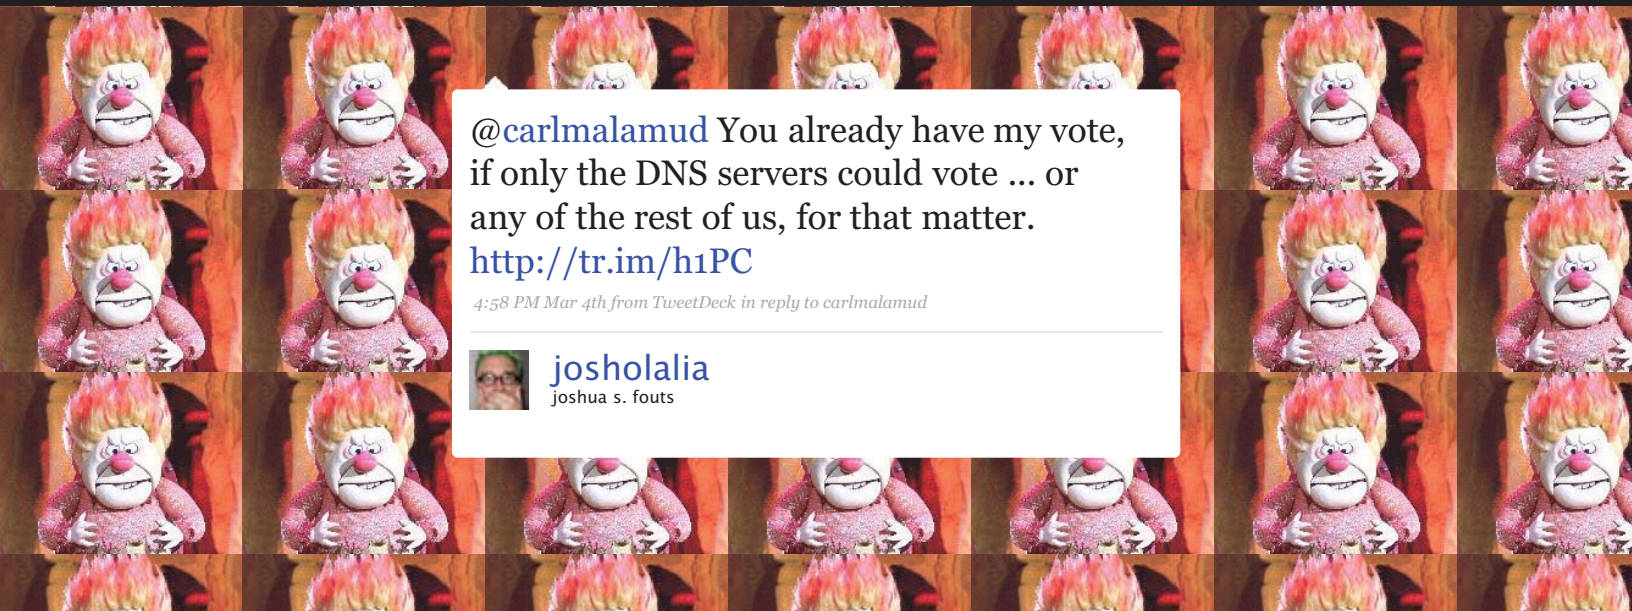 @carlmalamud You already have my vote,
if only the DNS servers could vote ... or
any of the rest of us, for that matter.
http://tr.im/h1PC
4:58 PM Mar 4th from TweetDeck in reply to carlmalamud
josholalia
joshua s. fouts